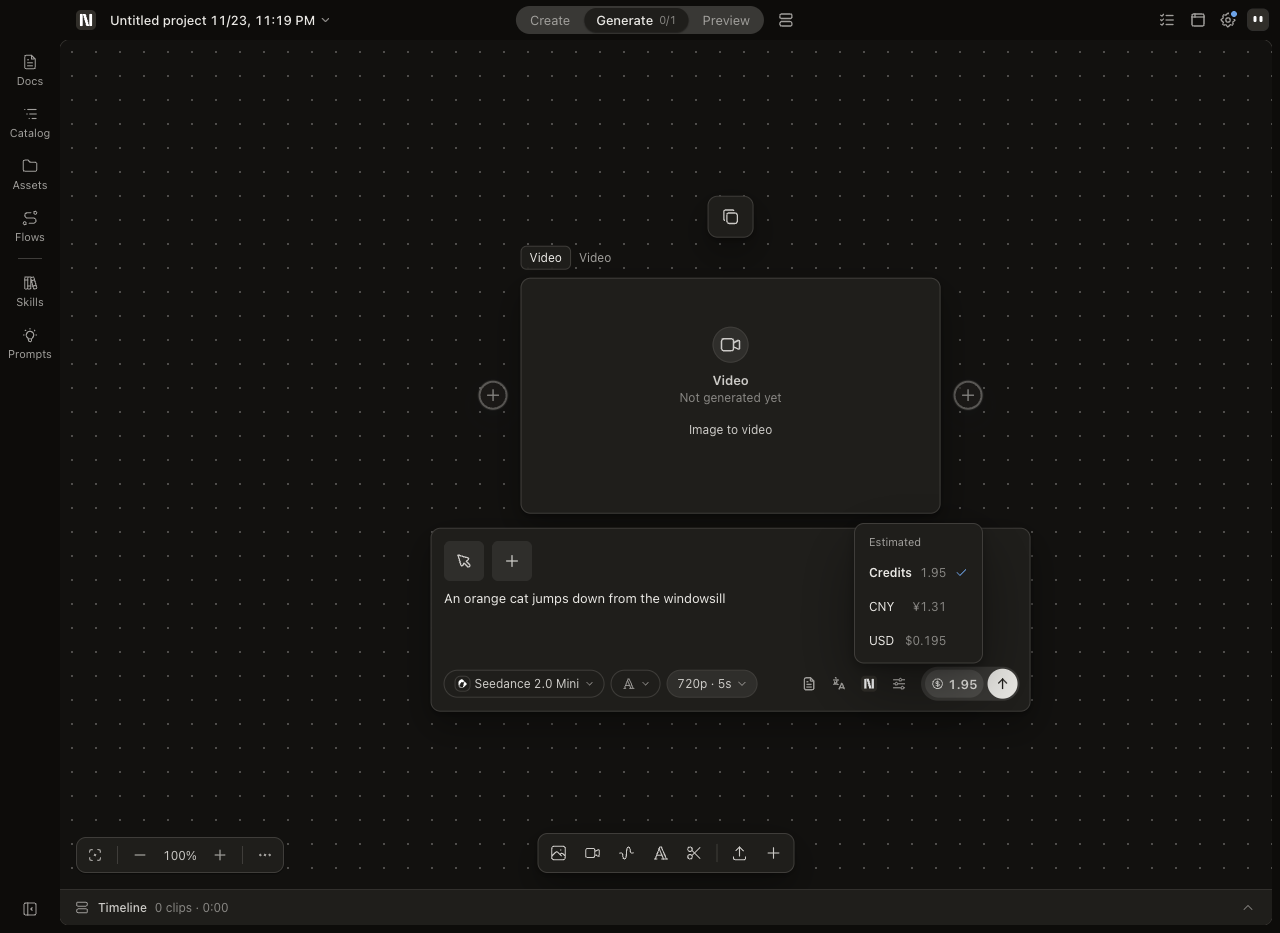 Untitled project 11/23, 11:19 PM
Create
Generate 0/1
Preview
Docs
Catalog
Assets
Flows
Skills
Prompts
Video
Video
Video
Not generated yet
Image to video
Estimated
Credits 1.95
CNY ¥1.31
USD $0.195
An orange cat jumps down from the windowsill
Seedance 2.0 Mini
720p · 5s
1.95
100%
Timeline 0 clips · 0:00